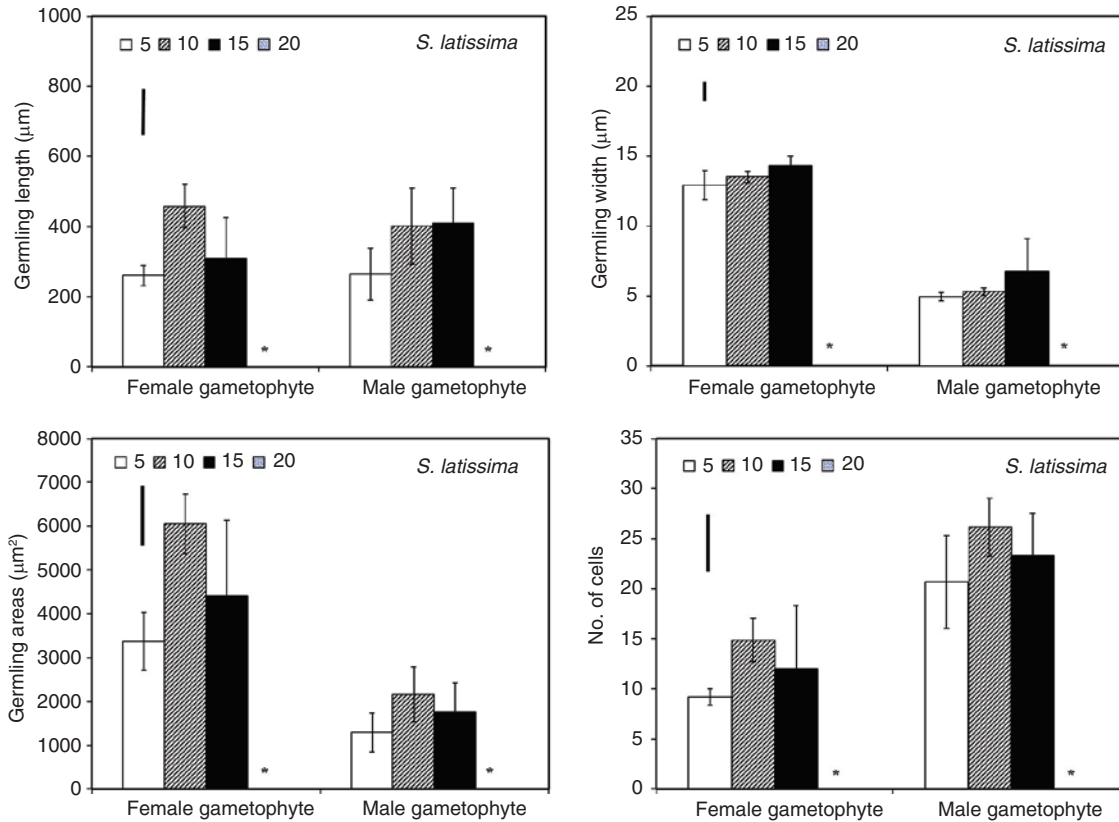 1000
800
600
400
200
0
Germling length (μm)
5 10 15 20
S. latissima
*
*
Female gametophyte Male gametophyte
25
20
15
10
5
0
Germling width (μm)
5 10 15 20
S. latissima
*
*
Female gametophyte Male gametophyte
8000
7000
6000
5000
4000
3000
2000
1000
0
Germling areas (μm²)
5 10 15 20
S. latissima
*
*
Female gametophyte Male gametophyte
35
30
25
20
15
10
5
0
No. of cells
5 10 15 20
S. latissima
*
*
Female gametophyte Male gametophyte